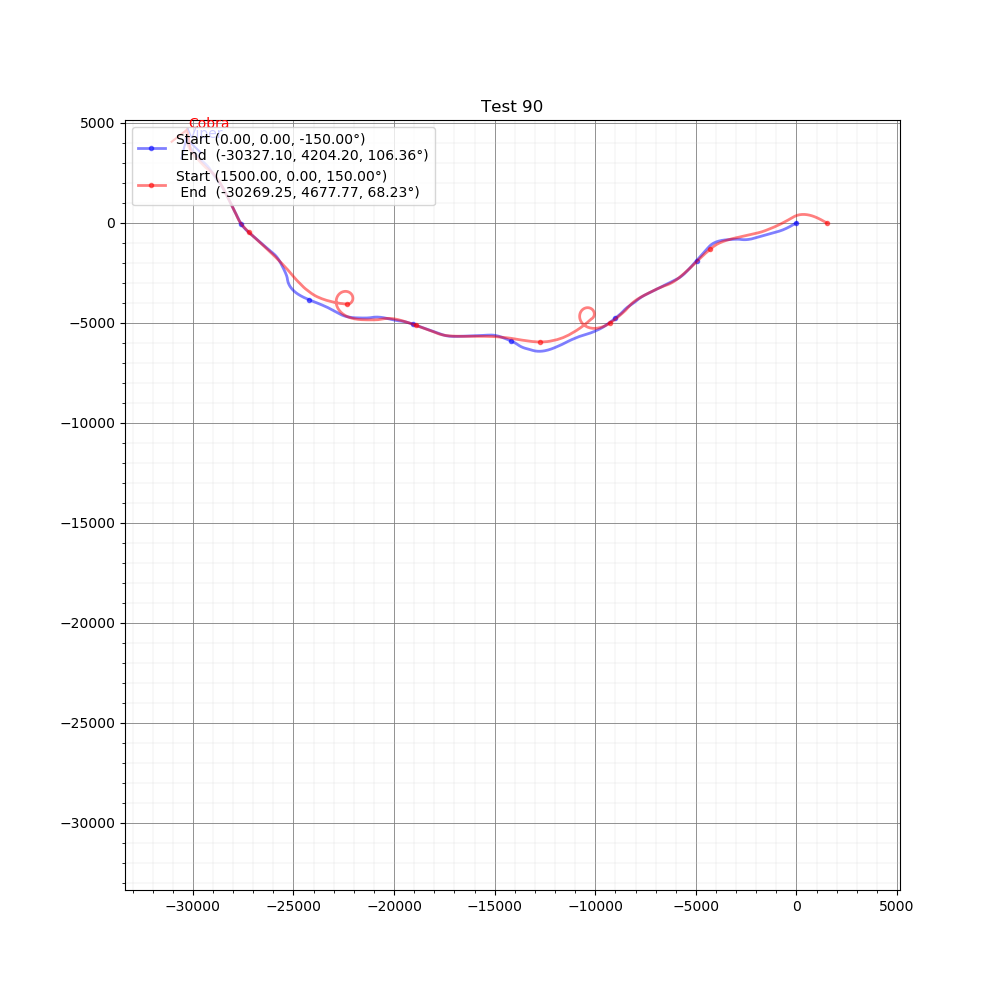 Test 90
Cobra
Viper
Start (0.00, 0.00, -150.00°)
End  (-30327.10, 4204.20, 106.36°)
Start (1500.00, 0.00, 150.00°)
End  (-30269.25, 4677.77, 68.23°)
5000
0
−5000
−10000
−15000
−20000
−25000
−30000
−30000
−25000
−20000
−15000
−10000
−5000
0
5000